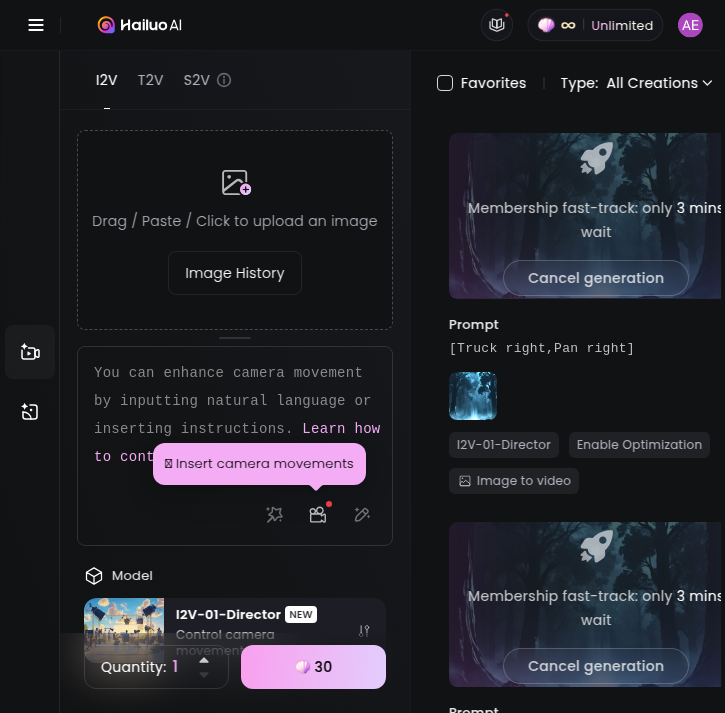 Hailuo AI
∞ Unlimited
AE
I2V T2V S2V
Favorites
Type: All Creations
Drag / Paste / Click to upload an image
Image History
You can enhance camera movement
by inputting natural language or
inserting instructions. Learn how
to cont
Insert camera movements
Model
I2V-01-Director NEW
Control camera
movement
Quantity: 1
30
Membership fast-track: only 3 mins
wait
Cancel generation
Prompt
[Truck right,Pan right]
I2V-01-Director
Enable Optimization
Image to video
Membership fast-track: only 3 mins
wait
Cancel generation
Prompt